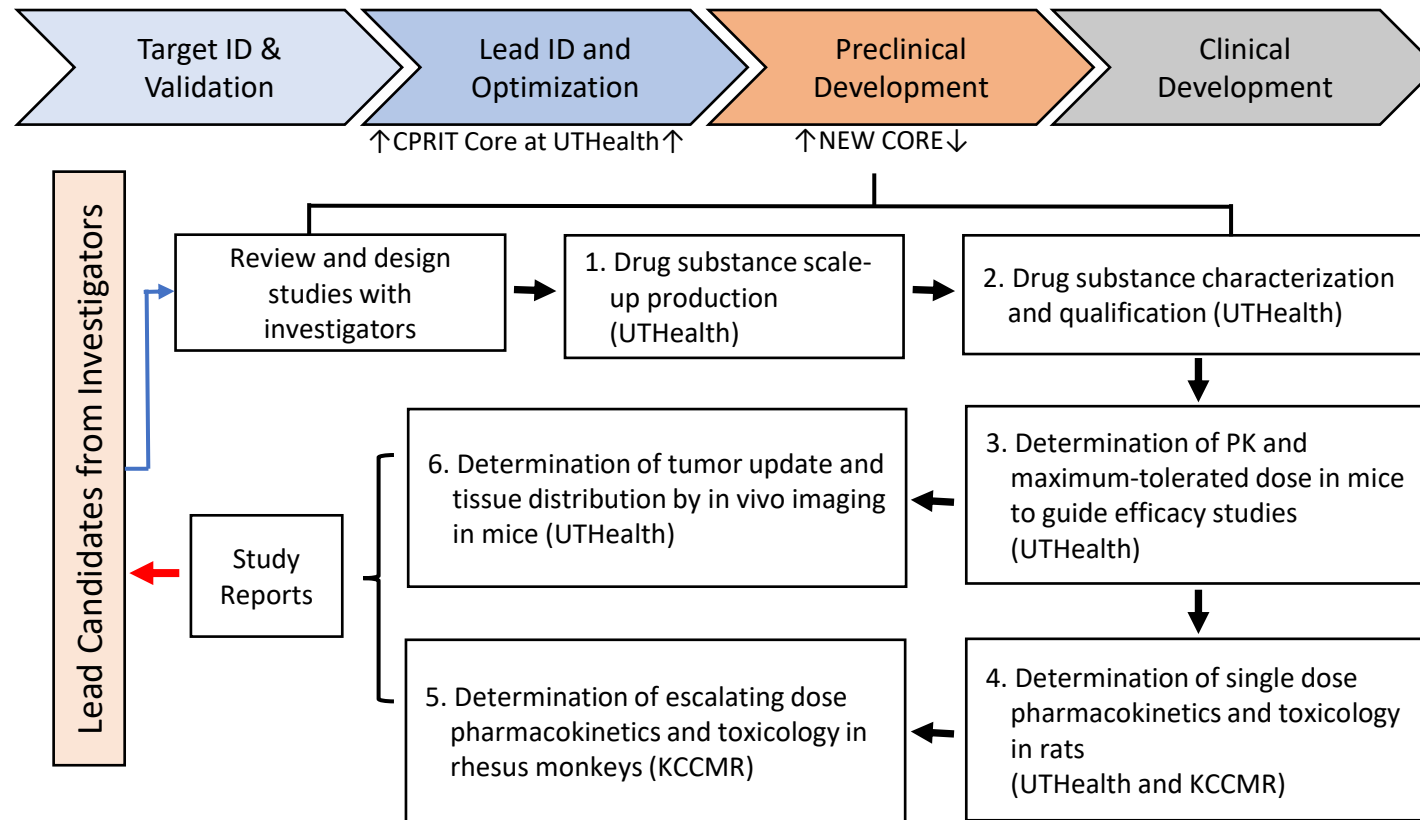 Target ID &
Validation
Lead ID and
Optimization
Preclinical
Development
Clinical
Development
↑CPRIT Core at UTHealth↑
↑NEW CORE↓
Lead Candidates from Investigators
Review and design
studies with
investigators
1. Drug substance scale-
up production
(UTHealth)
2. Drug substance characterization
and qualification (UTHealth)
3. Determination of PK and
maximum-tolerated dose in mice
to guide efficacy studies
(UTHealth)
6. Determination of tumor update and
tissue distribution by in vivo imaging
in mice (UTHealth)
Study
Reports
4. Determination of single dose
pharmacokinetics and toxicology
in rats
(UTHealth and KCCMR)
5. Determination of escalating dose
pharmacokinetics and toxicology in
rhesus monkeys (KCCMR)